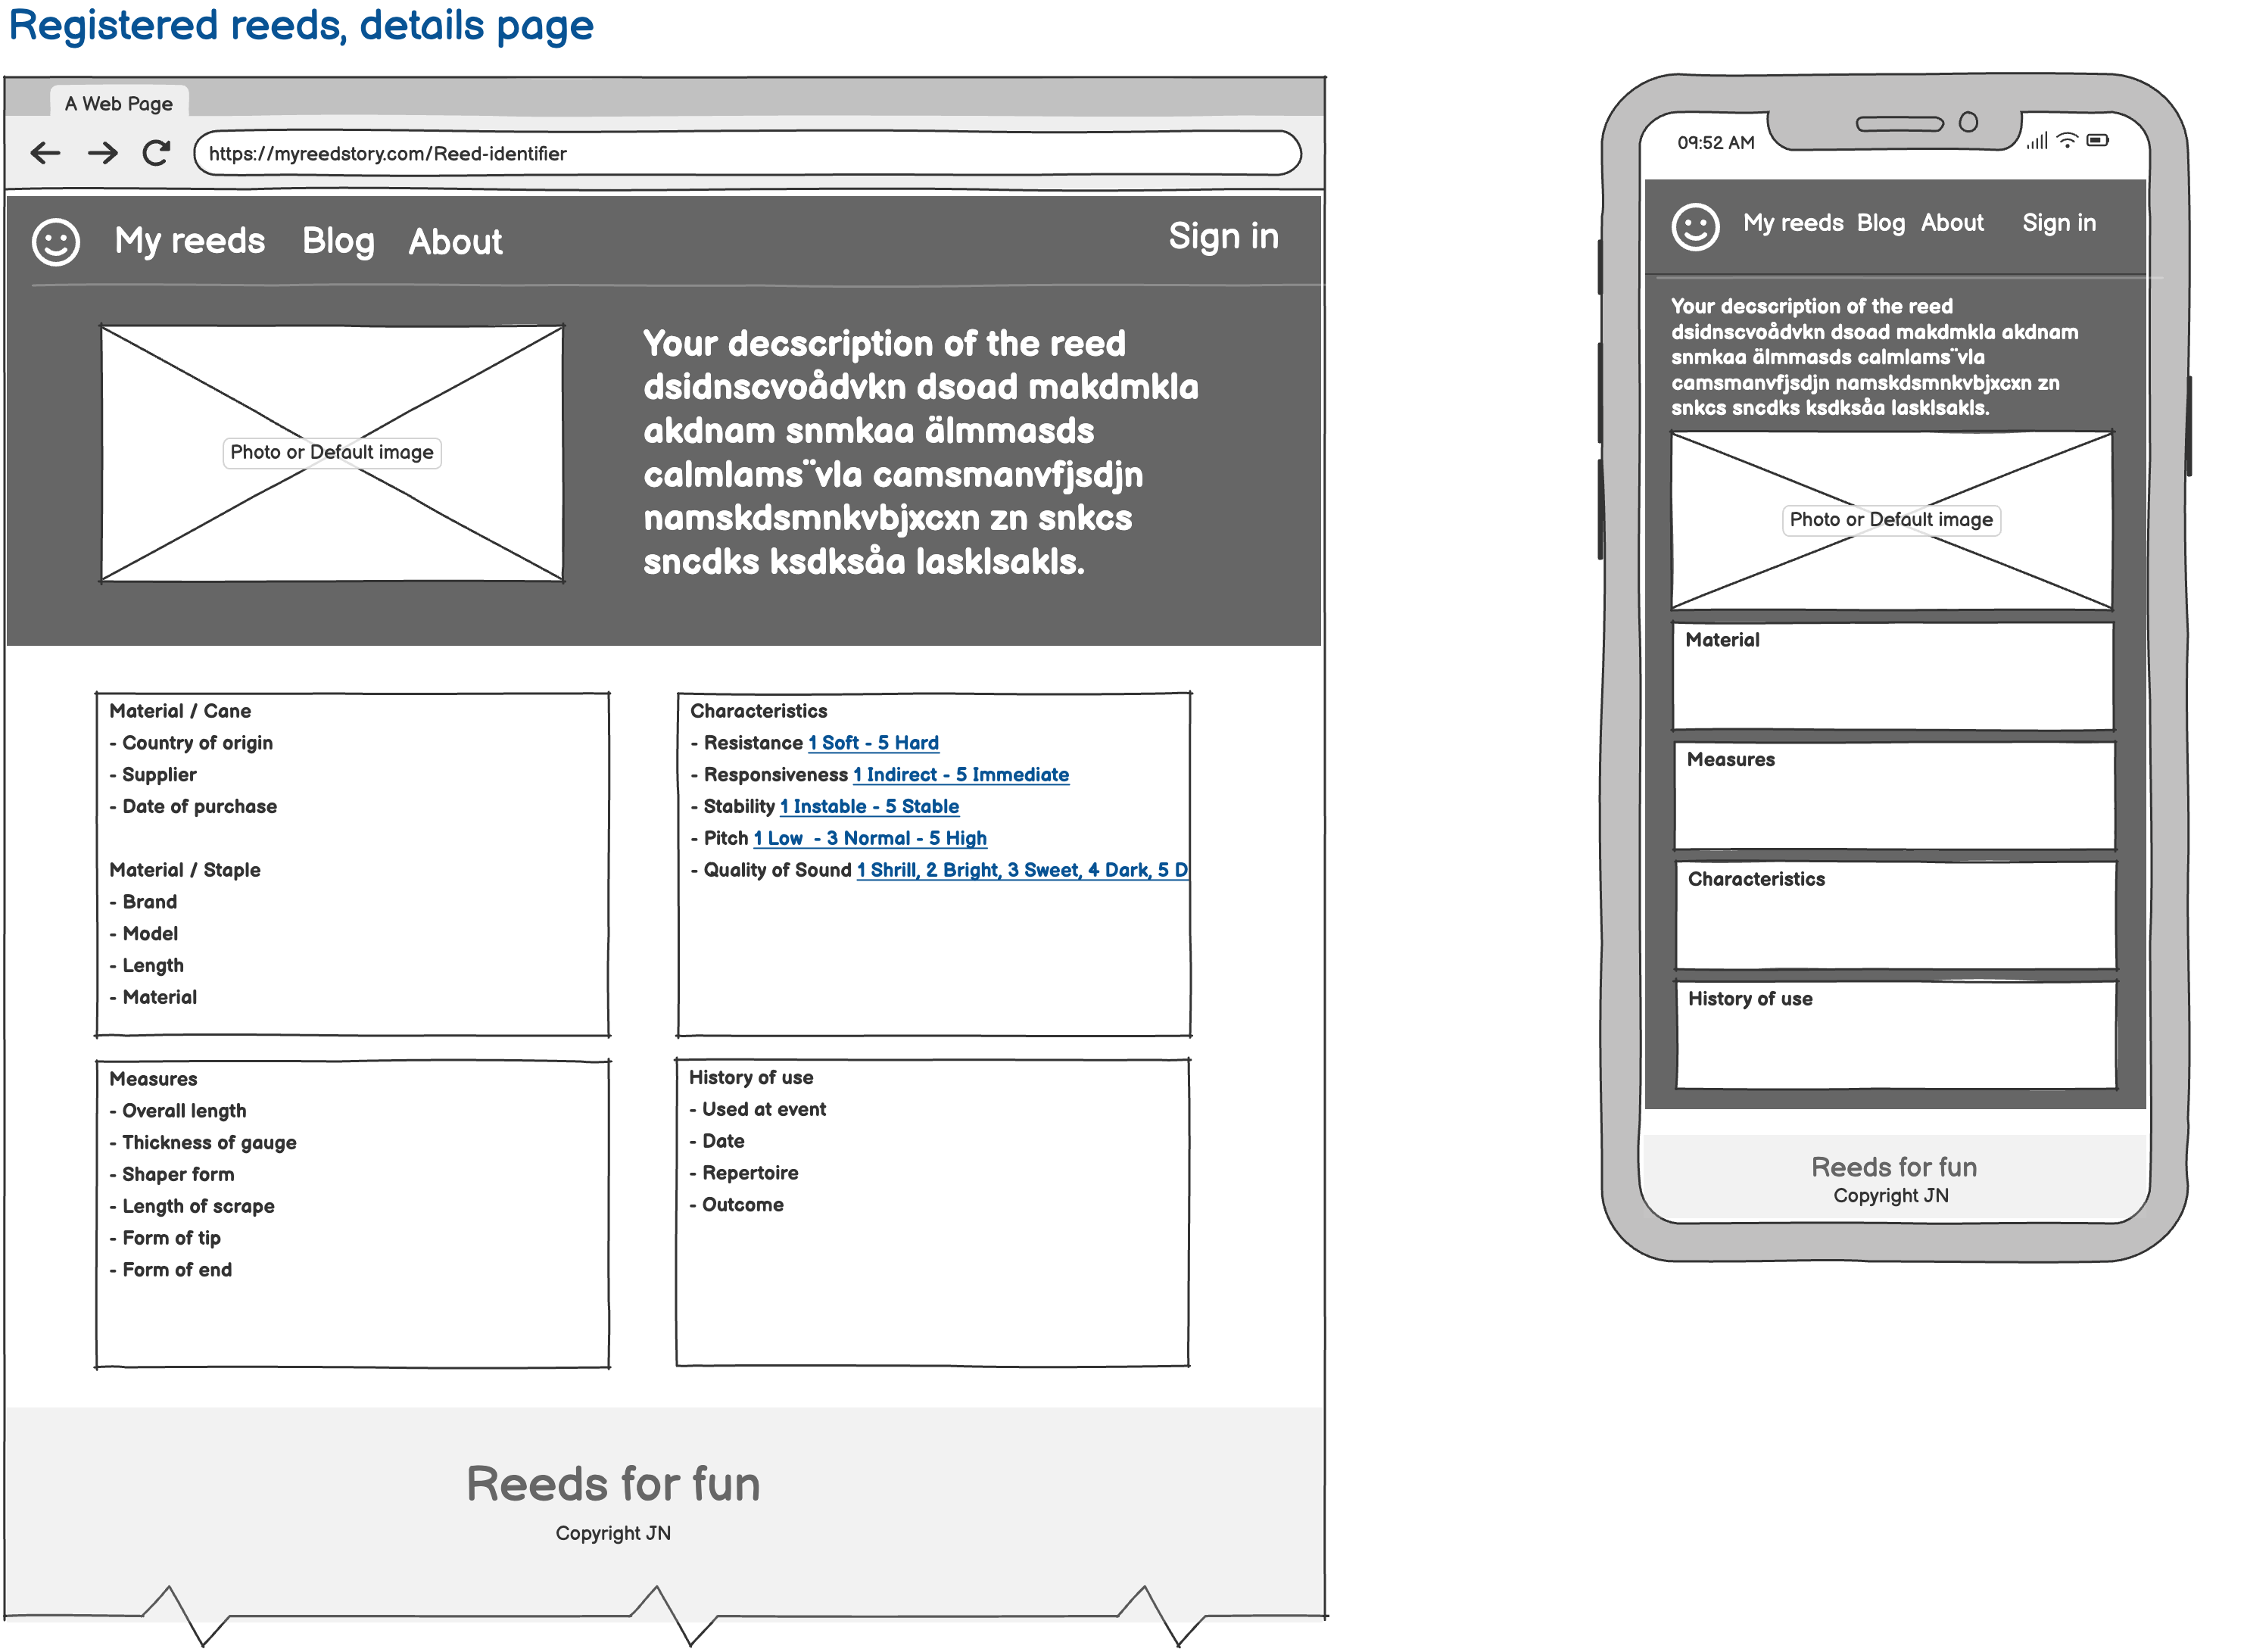 Registered reeds, details page
A Web Page
https://myreedstory.com/Reed-identifier
My reeds Blog About Sign in
Photo or Default image
Your decscription of the reed
dsidnscvoådvkn dsoad makdmkla
akdnam snmkaa älmmasds
calmlams¨vla camsmanvfjsdjn
namskdsmnkvbjxcxn zn snkcs
sncdks ksdksåa lasklsakls.
Material / Cane
- Country of origin
- Supplier
- Date of purchase
Material / Staple
- Brand
- Model
- Length
- Material
Characteristics
- Resistance 1 Soft - 5 Hard
- Responsiveness 1 Indirect - 5 Immediate
- Stability 1 Instable - 5 Stable
- Pitch 1 Low  - 3 Normal - 5 High
- Quality of Sound 1 Shrill, 2 Bright, 3 Sweet, 4 Dark, 5 D
Measures
- Overall length
- Thickness of gauge
- Shaper form
- Length of scrape
- Form of tip
- Form of end
History of use
- Used at event
- Date
- Repertoire
- Outcome
Reeds for fun
Copyright JN
09:52 AM
My reeds Blog About Sign in
Your decscription of the reed
dsidnscvoådvkn dsoad makdmkla akdnam
snmkaa älmmasds calmlams¨vla
camsmanvfjsdjn namskdsmnkvbjxcxn zn
snkcs sncdks ksdksåa lasklsakls.
Photo or Default image
Material
Measures
Characteristics
History of use
Reeds for fun
Copyright JN